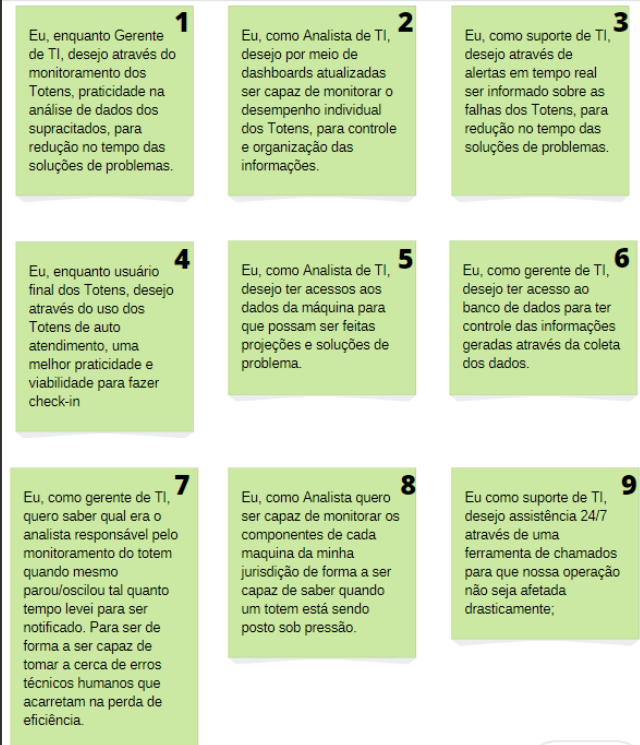 1
Eu, enquanto Gerente
de TI, desejo através do
monitoramento dos
Totens, praticidade na
análise de dados dos
supracitados, para
redução no tempo das
soluções de problemas.
2
Eu, como Analista de TI,
desejo por meio de
dashboards atualizadas
ser capaz de monitorar o
desempenho individual
dos Totens, para controle
e organização das
informações.
3
Eu, como suporte de TI,
desejo através de
alertas em tempo real
ser informado sobre as
falhas dos Totens, para
redução no tempo das
soluções de problemas.
4
Eu, enquanto usuário
final dos Totens, desejo
através do uso dos
Totens de auto
atendimento, uma
melhor praticidade e
viabilidade para fazer
check-in
5
Eu, como Analista de TI,
desejo ter acessos aos
dados da máquina para
que possam ser feitas
projeções e soluções de
problema.
6
Eu, como gerente de TI,
desejo ter acesso ao
banco de dados para ter
controle das informações
geradas através da coleta
dos dados.
7
Eu, como gerente de TI,
quero saber qual era o
analista responsável pelo
monitoramento do totem
quando mesmo
parou/oscilou tal quanto
tempo levei para ser
notificado. Para ser de
forma a ser capaz de
tomar a cerca de erros
técnicos humanos que
acarretam na perda de
eficiência.
8
Eu, como Analista quero
ser capaz de monitorar os
componentes de cada
maquina da minha
jurisdição de forma a ser
capaz de saber quando
um totem está sendo
posto sob pressão.
9
Eu como suporte de TI,
desejo assistência 24/7
através de uma
ferramenta de chamados
para que nossa operação
não seja afetada
drasticamente;